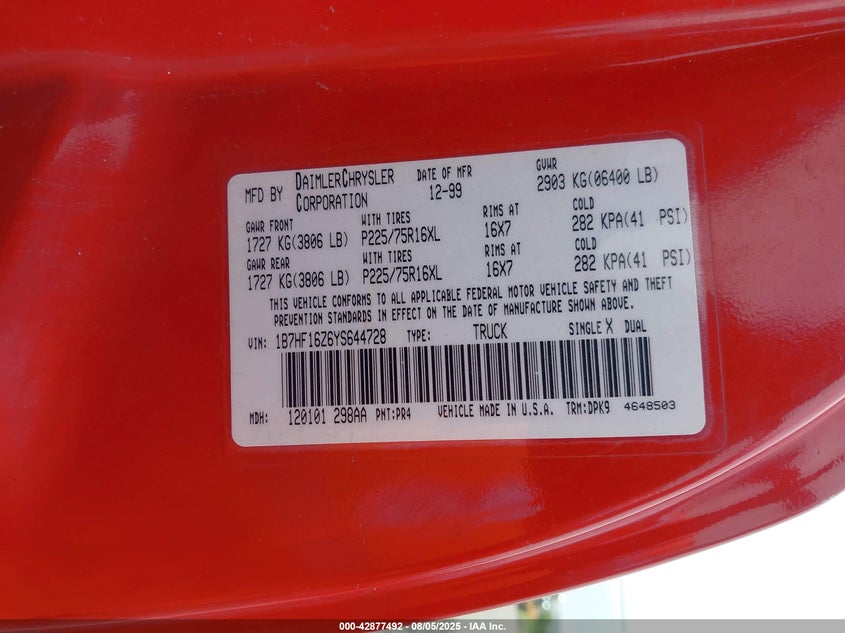 MFD BY DAIMLERCHRYSLER CORPORATION DATE OF MFR 12-99 GVWR 2903 KG(06400 LB)
GAWR FRONT WITH TIRES RIMS AT COLD
1727 KG(3806 LB) P225/75R16XL 16X7 282 KPA(41 PSI)
GAWR REAR WITH TIRES RIMS AT COLD
1727 KG(3806 LB) P225/75R16XL 16X7 282 KPA(41 PSI)
THIS VEHICLE CONFORMS TO ALL APPLICABLE FEDERAL MOTOR VEHICLE SAFETY AND THEFT
PREVENTION STANDARDS IN EFFECT ON THE DATE OF MANUFACTURE SHOWN ABOVE.
VIN: 1B7HF16Z6YS644728 TYPE: TRUCK SINGLE X DUAL
MDH: 120101 298AA PNT:PR4 VEHICLE MADE IN U.S.A. TRM:DPK9 4648503
000-42877492 - 08/05/2025 - IAA Inc.